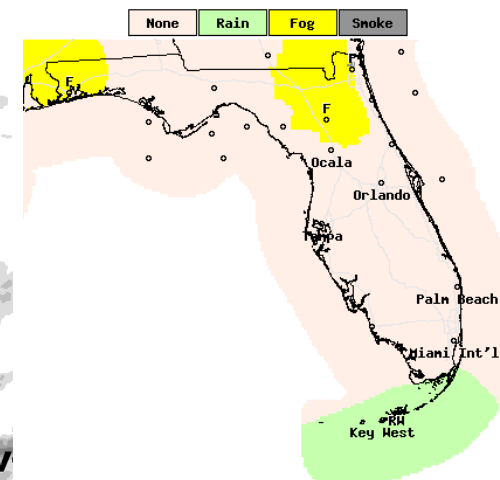 None Rain Fog Smoke
F
F
Ocala
Orlando
Tampa
Palm Beach
Miami Int'l
RW
Key West